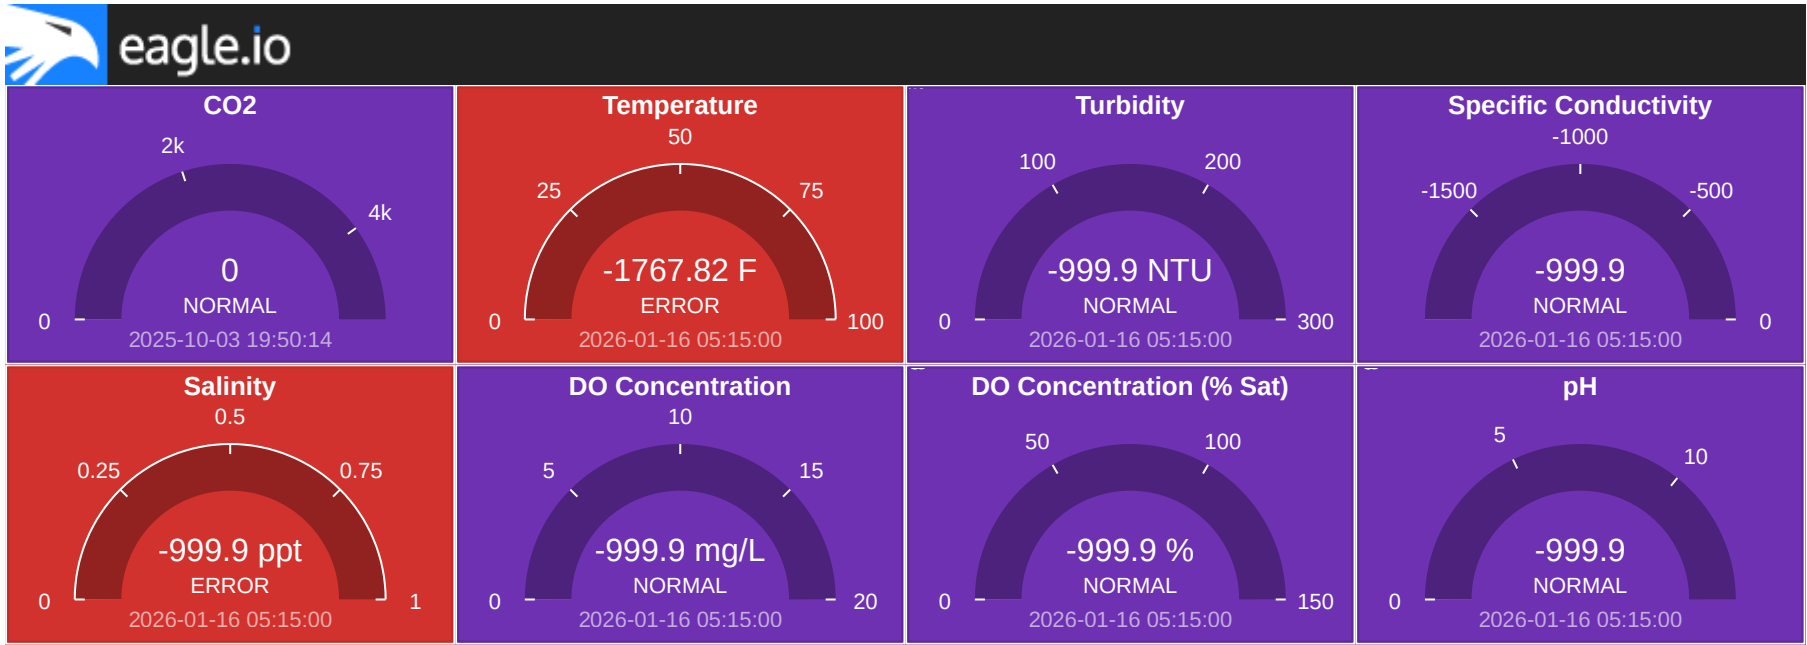 eagle.io
CO2
2k
4k
0
NORMAL
0
2025-10-03 19:50:14
Temperature
50
25
75
-1767.82 F
ERROR
0
100
2026-01-16 05:15:00
Turbidity
100
200
-999.9 NTU
NORMAL
0
300
2026-01-16 05:15:00
Specific Conductivity
-1000
-1500
-500
-999.9
NORMAL
0
2026-01-16 05:15:00
Salinity
0.5
0.25
0.75
-999.9 ppt
ERROR
0
1
2026-01-16 05:15:00
DO Concentration
10
5
15
-999.9 mg/L
NORMAL
0
20
2026-01-16 05:15:00
DO Concentration (% Sat)
50
100
-999.9 %
NORMAL
0
150
2026-01-16 05:15:00
pH
5
10
-999.9
NORMAL
0
2026-01-16 05:15:00